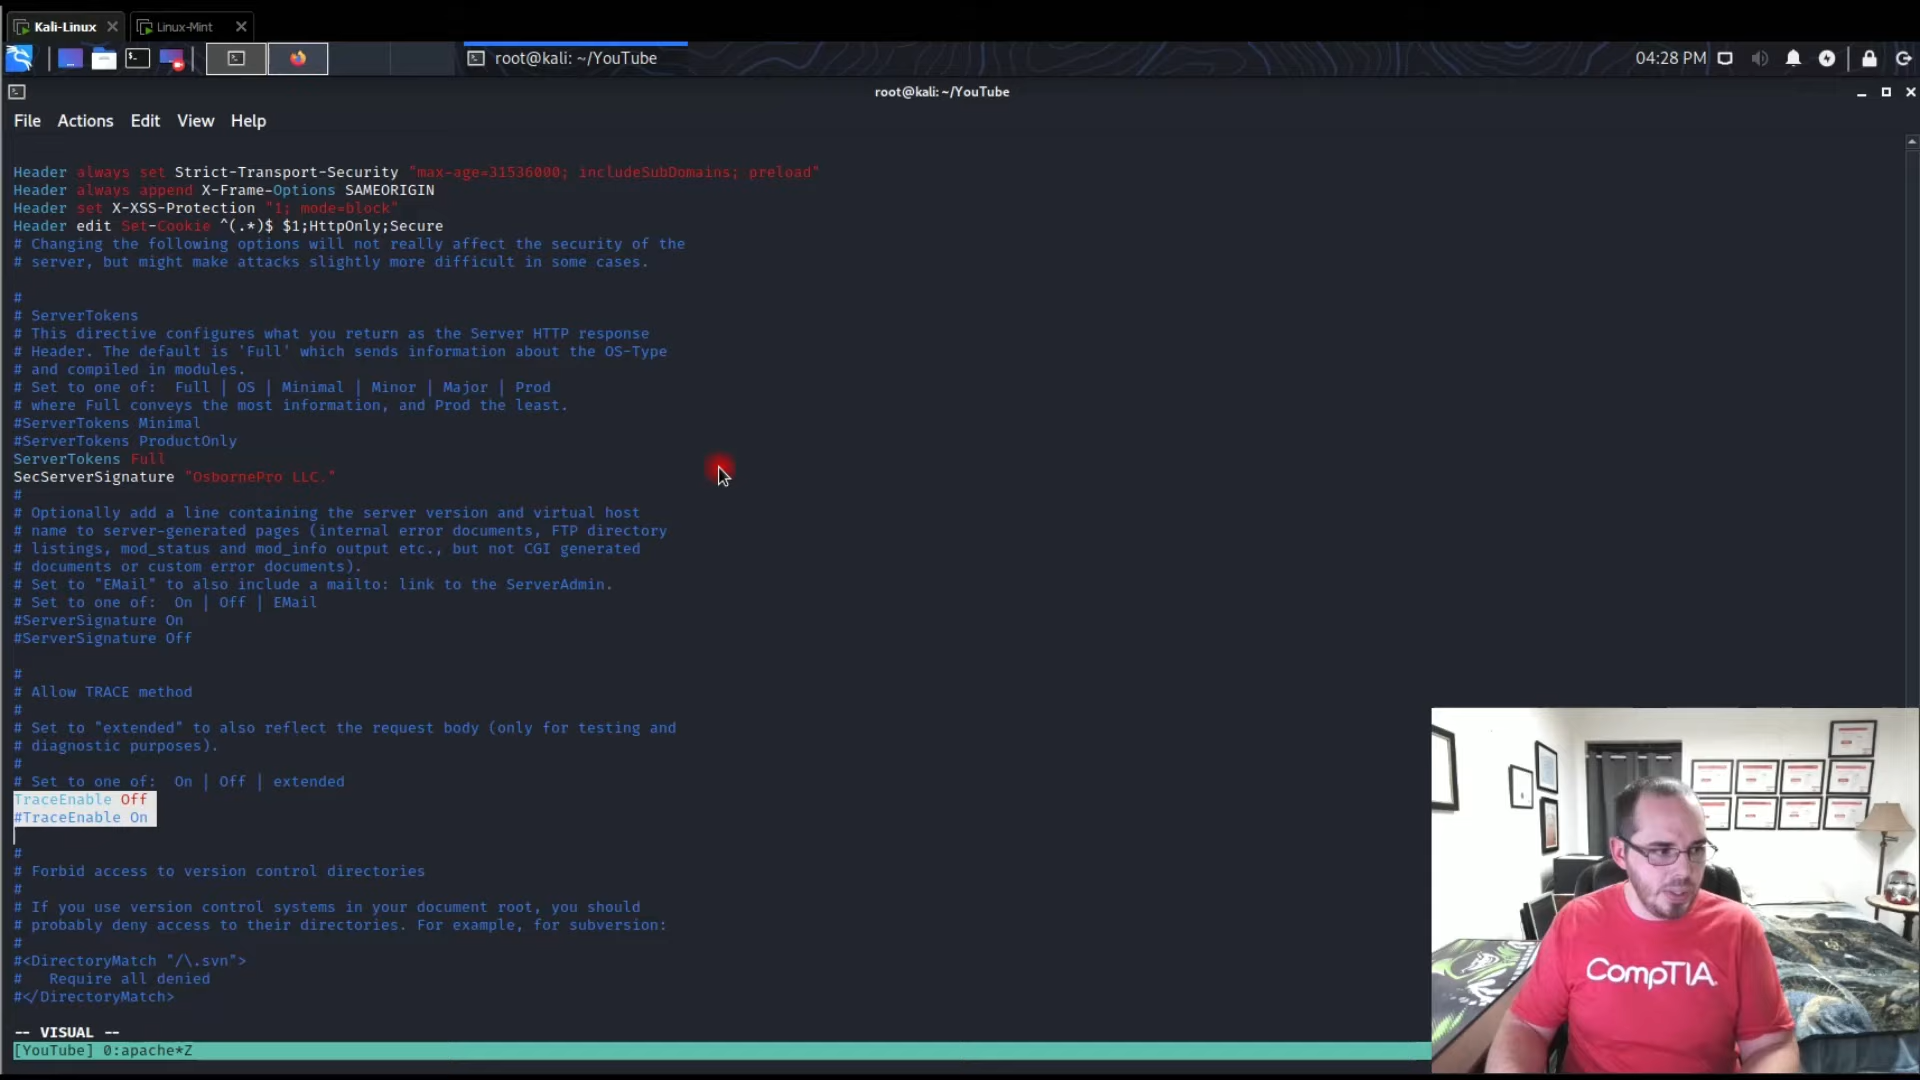 Kali-Linux
Linux-Mint
root@kali: ~/YouTube
04:28 PM
root@kali: ~/YouTube
File Actions Edit View Help
Header always set Strict-Transport-Security "max-age=31536000; includeSubDomains; preload"
Header always append X-Frame-Options SAMEORIGIN
Header set X-XSS-Protection "1; mode=block"
Header edit Set-Cookie ^(.*)$ $1;HttpOnly;Secure
# Changing the following options will not really affect the security of the
# server, but might make attacks slightly more difficult in some cases.
#
# ServerTokens
# This directive configures what you return as the Server HTTP response
# Header. The default is 'Full' which sends information about the OS-Type
# and compiled in modules.
# Set to one of:  Full | OS | Minimal | Minor | Major | Prod
# where Full conveys the most information, and Prod the least.
#ServerTokens Minimal
#ServerTokens ProductOnly
ServerTokens Full
SecServerSignature "OsbornePro LLC."
#
# Optionally add a line containing the server version and virtual host
# name to server-generated pages (internal error documents, FTP directory
# listings, mod_status and mod_info output etc., but not CGI generated
# documents or custom error documents).
# Set to "EMail" to also include a mailto: link to the ServerAdmin.
# Set to one of:  On | Off | EMail
#ServerSignature On
#ServerSignature Off
#
# Allow TRACE method
#
# Set to "extended" to also reflect the request body (only for testing and
# diagnostic purposes).
#
# Set to one of:  On | Off | extended
TraceEnable Off
#TraceEnable On
#
# Forbid access to version control directories
#
# If you use version control systems in your document root, you should
# probably deny access to their directories. For example, for subversion:
#
#<DirectoryMatch "/\.svn">
#   Require all denied
#</DirectoryMatch>
-- VISUAL --
[YouTube] 0:apache*Z
CompTIA.